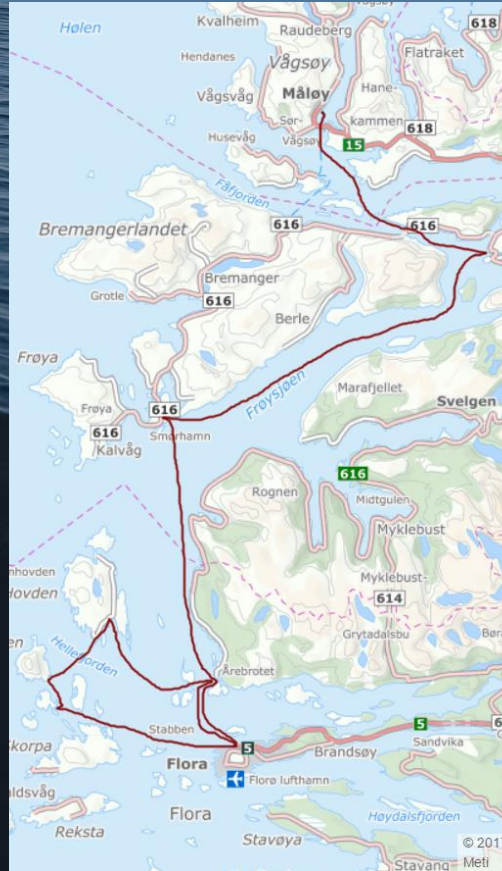 Hølen
Kvalheim
Raudeberg
618
Hendanes
Vågsøy
Flatraket
Vågsvåg
Måløy
Hane-
kammen
Sør-
Vågsøy
618
Husevåg
15
Fåfjorden
616
616
Bremangerlandet
Bremanger
Grotle
616
Berle
Frøya
Frøysjøen
Marafjellet
Svelgen
616
Frøya
616
Smørhamn
Kalvåg
616
Rognen
Midtgulen
Myklebust
nhovden
Myklebust-
Hovden
614
Grytadalsbu
Hellefjorden
Årebrotet
Stabben
5
Skorpa
5
Brandsøy
Sandvika
Flora
Florø lufthamn
aldsvåg
Flora
Høydalsfjorden
Reksta
Stavøya
© 201
Stavang
Meti